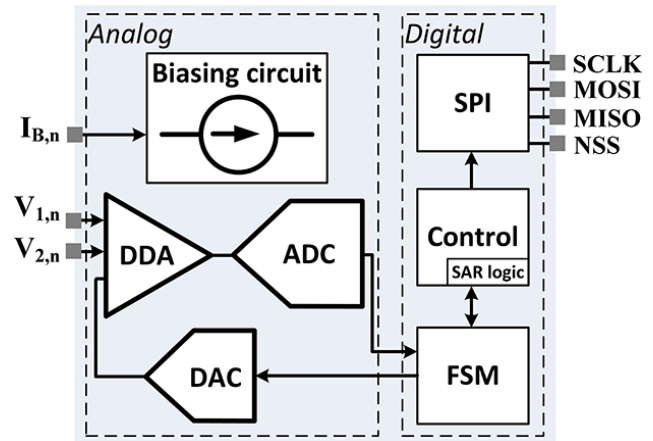 Analog
Digital
Biasing circuit
SPI
SCLK
MOSI
MISO
NSS
I_B,n
V_1,n
V_2,n
DDA
ADC
Control
SAR logic
DAC
FSM